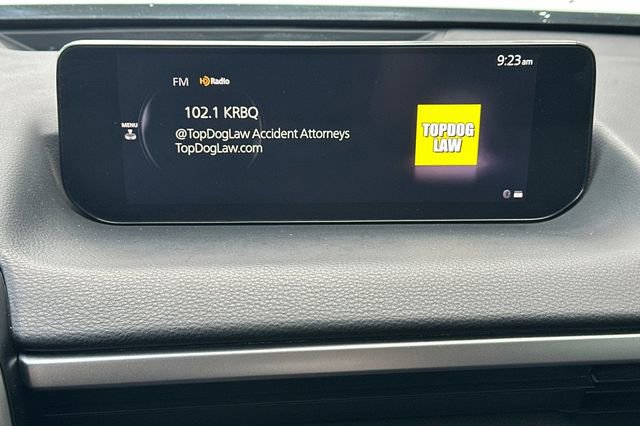 9:23am
FM HD Radio
102.1 KRBQ
MENU
@TopDogLaw Accident Attorneys
TopDogLaw.com
TOPDOG
LAW